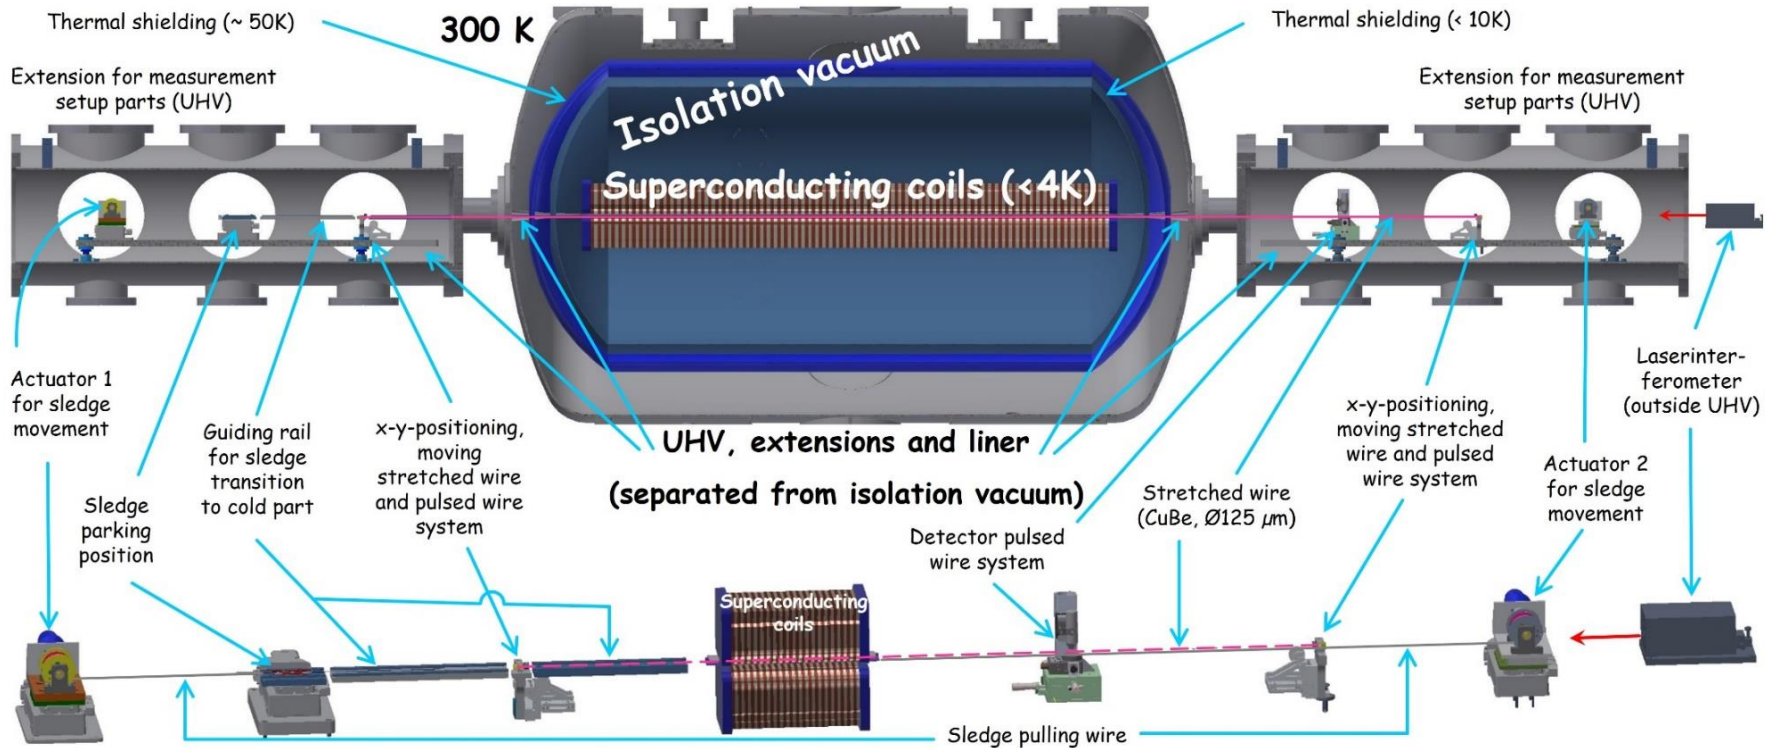 Thermal shielding (~ 50K)
300 K
Thermal shielding (< 10K)
Isolation vacuum
Extension for measurement
setup parts (UHV)
Extension for measurement
setup parts (UHV)
Superconducting coils (<4K)
Actuator 1
for sledge
movement
Sledge
parking
position
Guiding rail
for sledge
transition
to cold part
x-y-positioning,
moving
stretched wire
and pulsed wire
system
UHV, extensions and liner
(separated from isolation vacuum)
Detector pulsed
wire system
Stretched wire
(CuBe, Ø125 µm)
x-y-positioning,
moving stretched
wire and pulsed
wire system
Actuator 2
for sledge
movement
Laserinter-
ferometer
(outside UHV)
Superconducting
coils
Sledge pulling wire